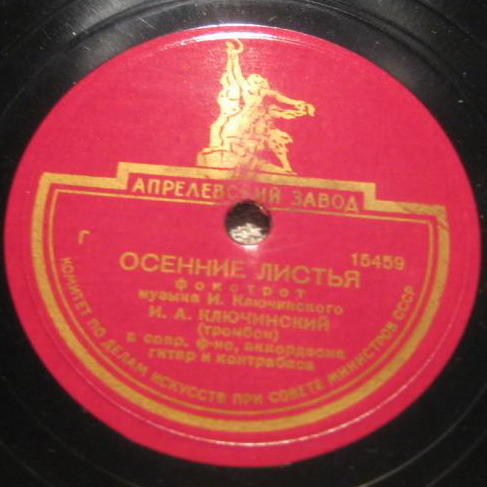 АПРЕЛЕВСКИЙ ЗАВОД
Г 15459
ОСЕННИЕ ЛИСТЬЯ
фокстрот
музыка И. Ключинского
И. А. КЛЮЧИНСКИЙ
(тромбон)
в сопр. ф-но, аккордеона
гитар и контрабаса
КОМИТЕТ ПО ДЕЛАМ ИСКУССТВ ПРИ СОВЕТЕ МИНИСТРОВ СССР